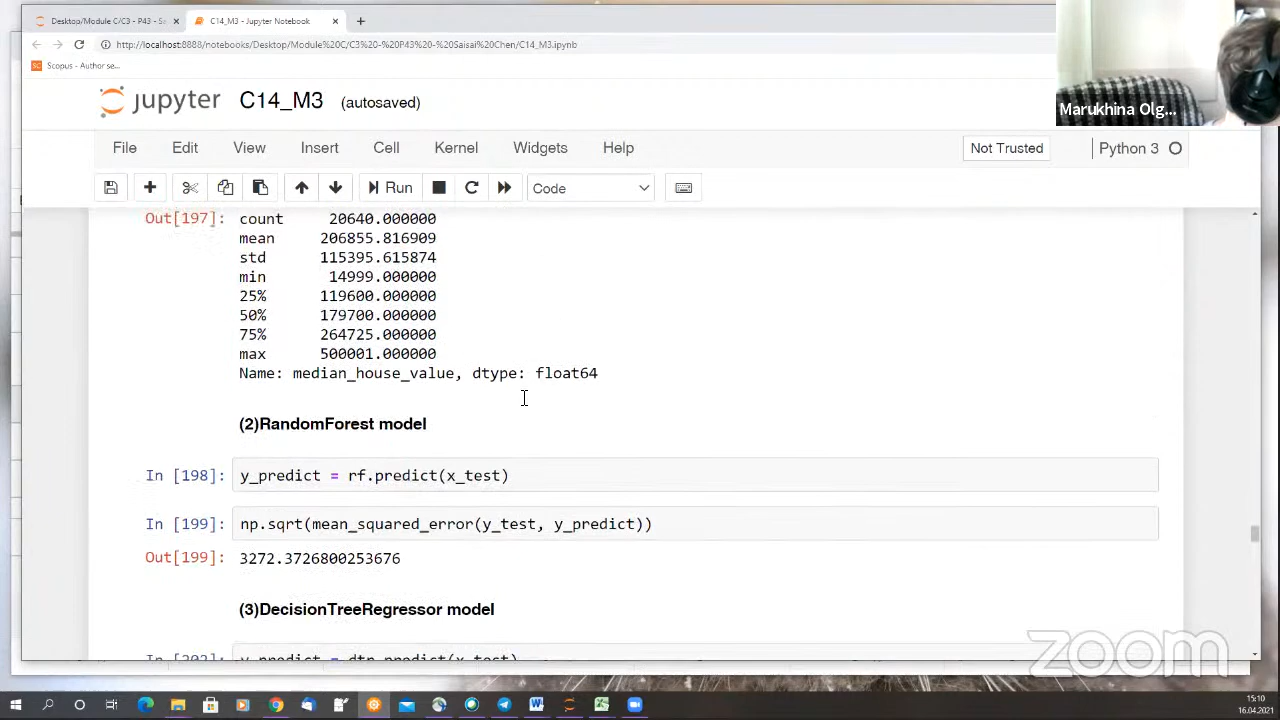 Desktop/Module C/C3 - P43 - Sa
C14_M3 - Jupyter Notebook
http://localhost:8888/notebooks/Desktop/Module%20C/C3%20-%20P43%20-%20Saisai%20Chen/C14_M3.ipynb
SC Scopus - Author se...
Marukhina Olg...
jupyter C14_M3 (autosaved)
File Edit View Insert Cell Kernel Widgets Help Not Trusted Python 3
Run Code
Out[197]: count 20640.000000
mean 206855.816909
std 115395.615874
min 14999.000000
25% 119600.000000
50% 179700.000000
75% 264725.000000
max 500001.000000
Name: median_house_value, dtype: float64
(2)RandomForest model
In [198]: y_predict = rf.predict(x_test)
In [199]: np.sqrt(mean_squared_error(y_test, y_predict))
Out[199]: 3272.3726800253676
(3)DecisionTreeRegressor model
In [202]: y_predict = dtr.predict(x_test)
zoom
15:10
16.04.2021